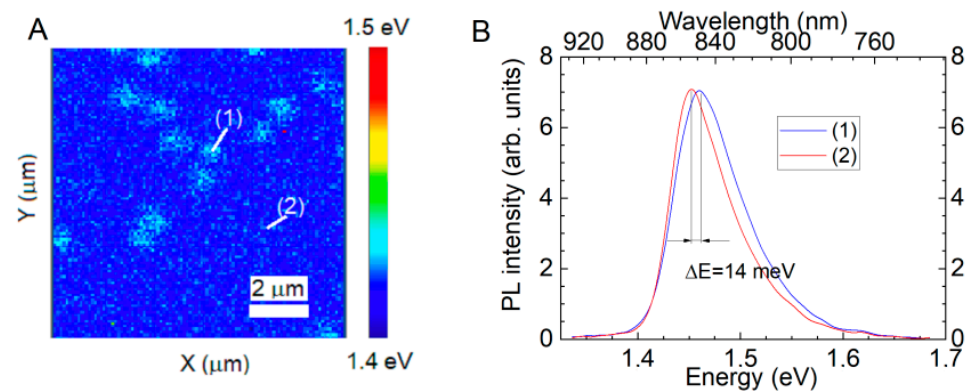 A
1.5 eV
(1)
(2)
2 μm
Y (μm)
X (μm)
1.4 eV
B
Wavelength (nm)
920 880 840 800 760
8 8
6 6
4 4
2 2
0 0
PL intensity (arb. units)
(1)
(2)
ΔE=14 meV
1.4 1.5 1.6 1.7
Energy (eV)